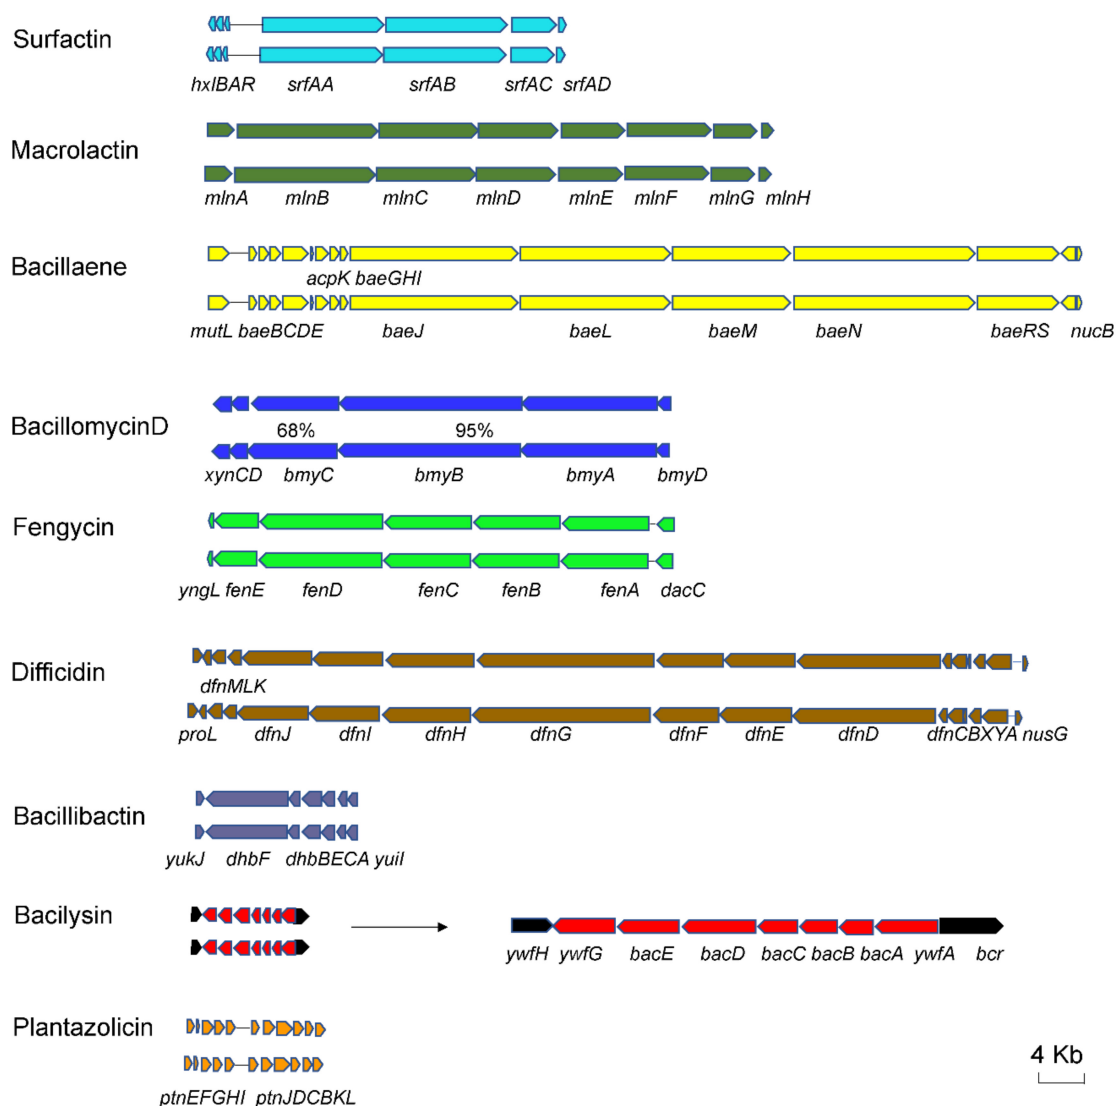 Surfactin
hxlBAR srfAA srfAB srfAC srfAD
Macrolactin
mlnA mlnB mlnC mlnD mlnE mlnF mlnG mlnH
Bacillaene
acpK baeGHI
mutL baeBCDE baeJ baeL baeM baeN baeRS nucB
BacillomycinD
68% 95%
xynCD bmyC bmyB bmyA bmyD
Fengycin
yngL fenE fenD fenC fenB fenA dacC
Difficidin
dfnMLK
proL dfnJ dfnI dfnH dfnG dfnF dfnE dfnD dfnCBXYA nusG
Bacillibactin
yukJ dhbF dhbBECA yuiI
Bacilysin
ywfH ywfG bacE bacD bacC bacB bacA ywfA bcr
Plantazolicin
4 Kb
ptnEFGHI ptnJDCBKL